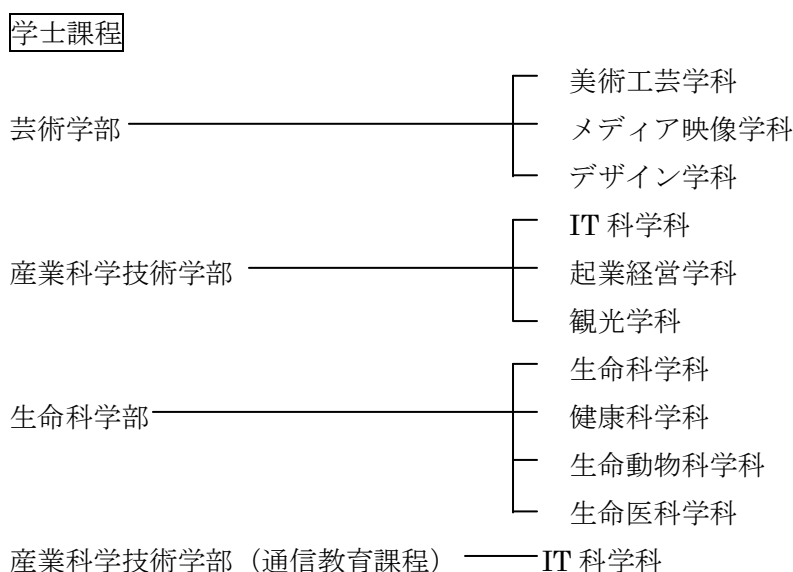 学士課程
美術工芸学科
芸術学部 メディア映像学科
デザイン学科
IT 科学科
産業科学技術学部 起業経営学科
観光学科
生命科学科
生命科学部 健康科学科
生命動物科学科
生命医科学科
産業科学技術学部（通信教育課程） IT 科学科